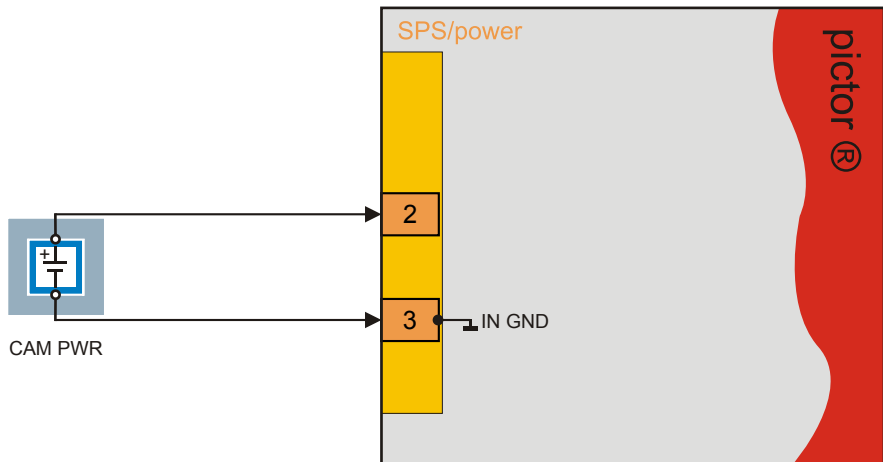 SPS/power
pictor ®
2
+
3
IN GND
CAM PWR